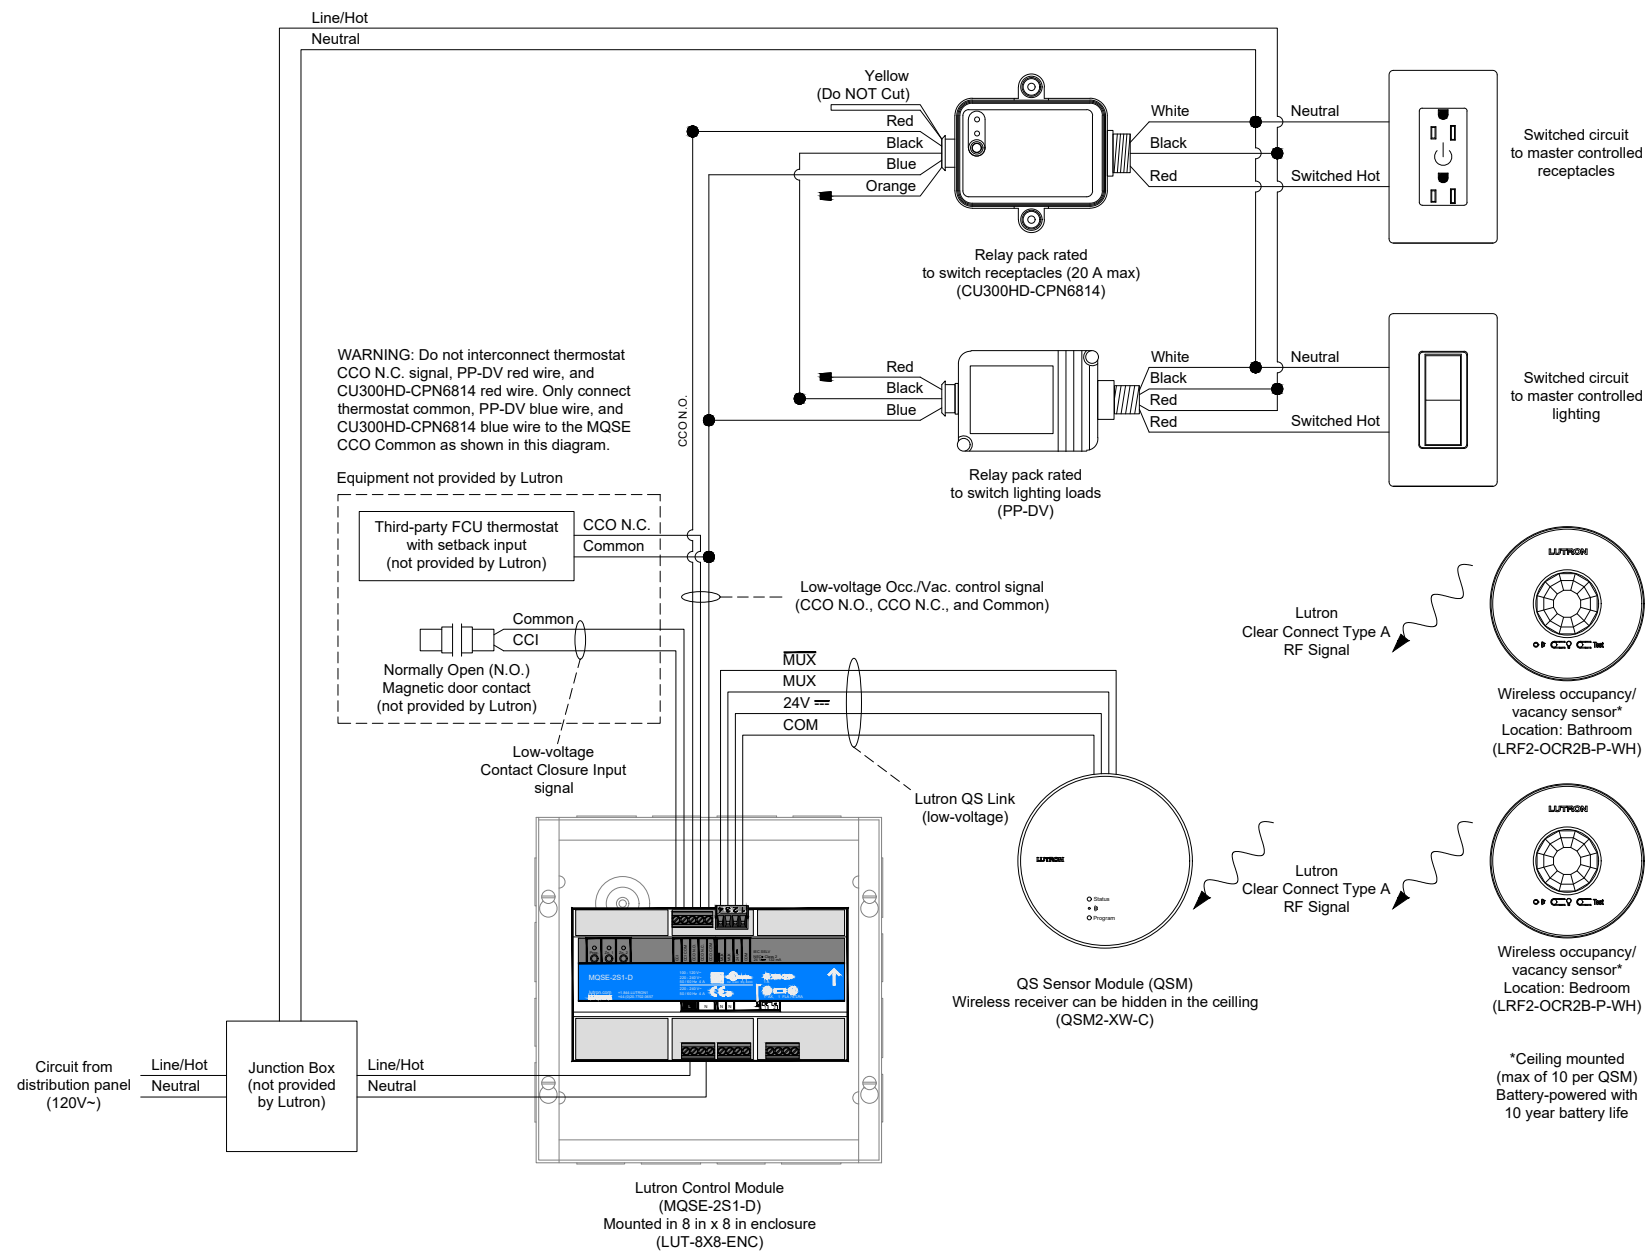 Line/Hot
Neutral
Yellow
(Do NOT Cut)
Red
Black
Blue
Orange
White
Black
Red
Neutral
Switched Hot
Switched circuit
to master controlled
receptacles
Relay pack rated
to switch receptacles (20 A max)
(CU300HD-CPN6814)
WARNING: Do not interconnect thermostat
CCO N.C. signal, PP-DV red wire, and
CU300HD-CPN6814 red wire. Only connect
thermostat common, PP-DV blue wire, and
CU300HD-CPN6814 blue wire to the MQSE
CCO Common as shown in this diagram.
CCO N.O.
Red
Black
Blue
White
Black
Red
Red
Neutral
Switched Hot
Switched circuit
to master controlled
lighting
Relay pack rated
to switch lighting loads
(PP-DV)
Equipment not provided by Lutron
Third-party FCU thermostat
with setback input
(not provided by Lutron)
CCO N.C.
Common
Low-voltage Occ./Vac. control signal
(CCO N.O., CCO N.C., and Common)
Common
CCI
Normally Open (N.O.)
Magnetic door contact
(not provided by Lutron)
Low-voltage
Contact Closure Input
signal
MUX
MUX
24V
COM
Lutron QS Link
(low-voltage)
Lutron
Clear Connect Type A
RF Signal
LUTRON
Test
Wireless occupancy/
vacancy sensor*
Location: Bathroom
(LRF2-OCR2B-P-WH)
LUTRON
Status
Program
QS Sensor Module (QSM)
Wireless receiver can be hidden in the ceilling
(QSM2-XW-C)
Lutron
Clear Connect Type A
RF Signal
LUTRON
Test
Wireless occupancy/
vacancy sensor*
Location: Bedroom
(LRF2-OCR2B-P-WH)
*Ceiling mounted
(max of 10 per QSM)
Battery-powered with
10 year battery life
4 3 2 1
MQSE-2S1-D
Circuit from
distribution panel
(120V~)
Line/Hot
Neutral
Junction Box
(not provided
by Lutron)
Line/Hot
Neutral
Lutron Control Module
(MQSE-2S1-D)
Mounted in 8 in x 8 in enclosure
(LUT-8X8-ENC)